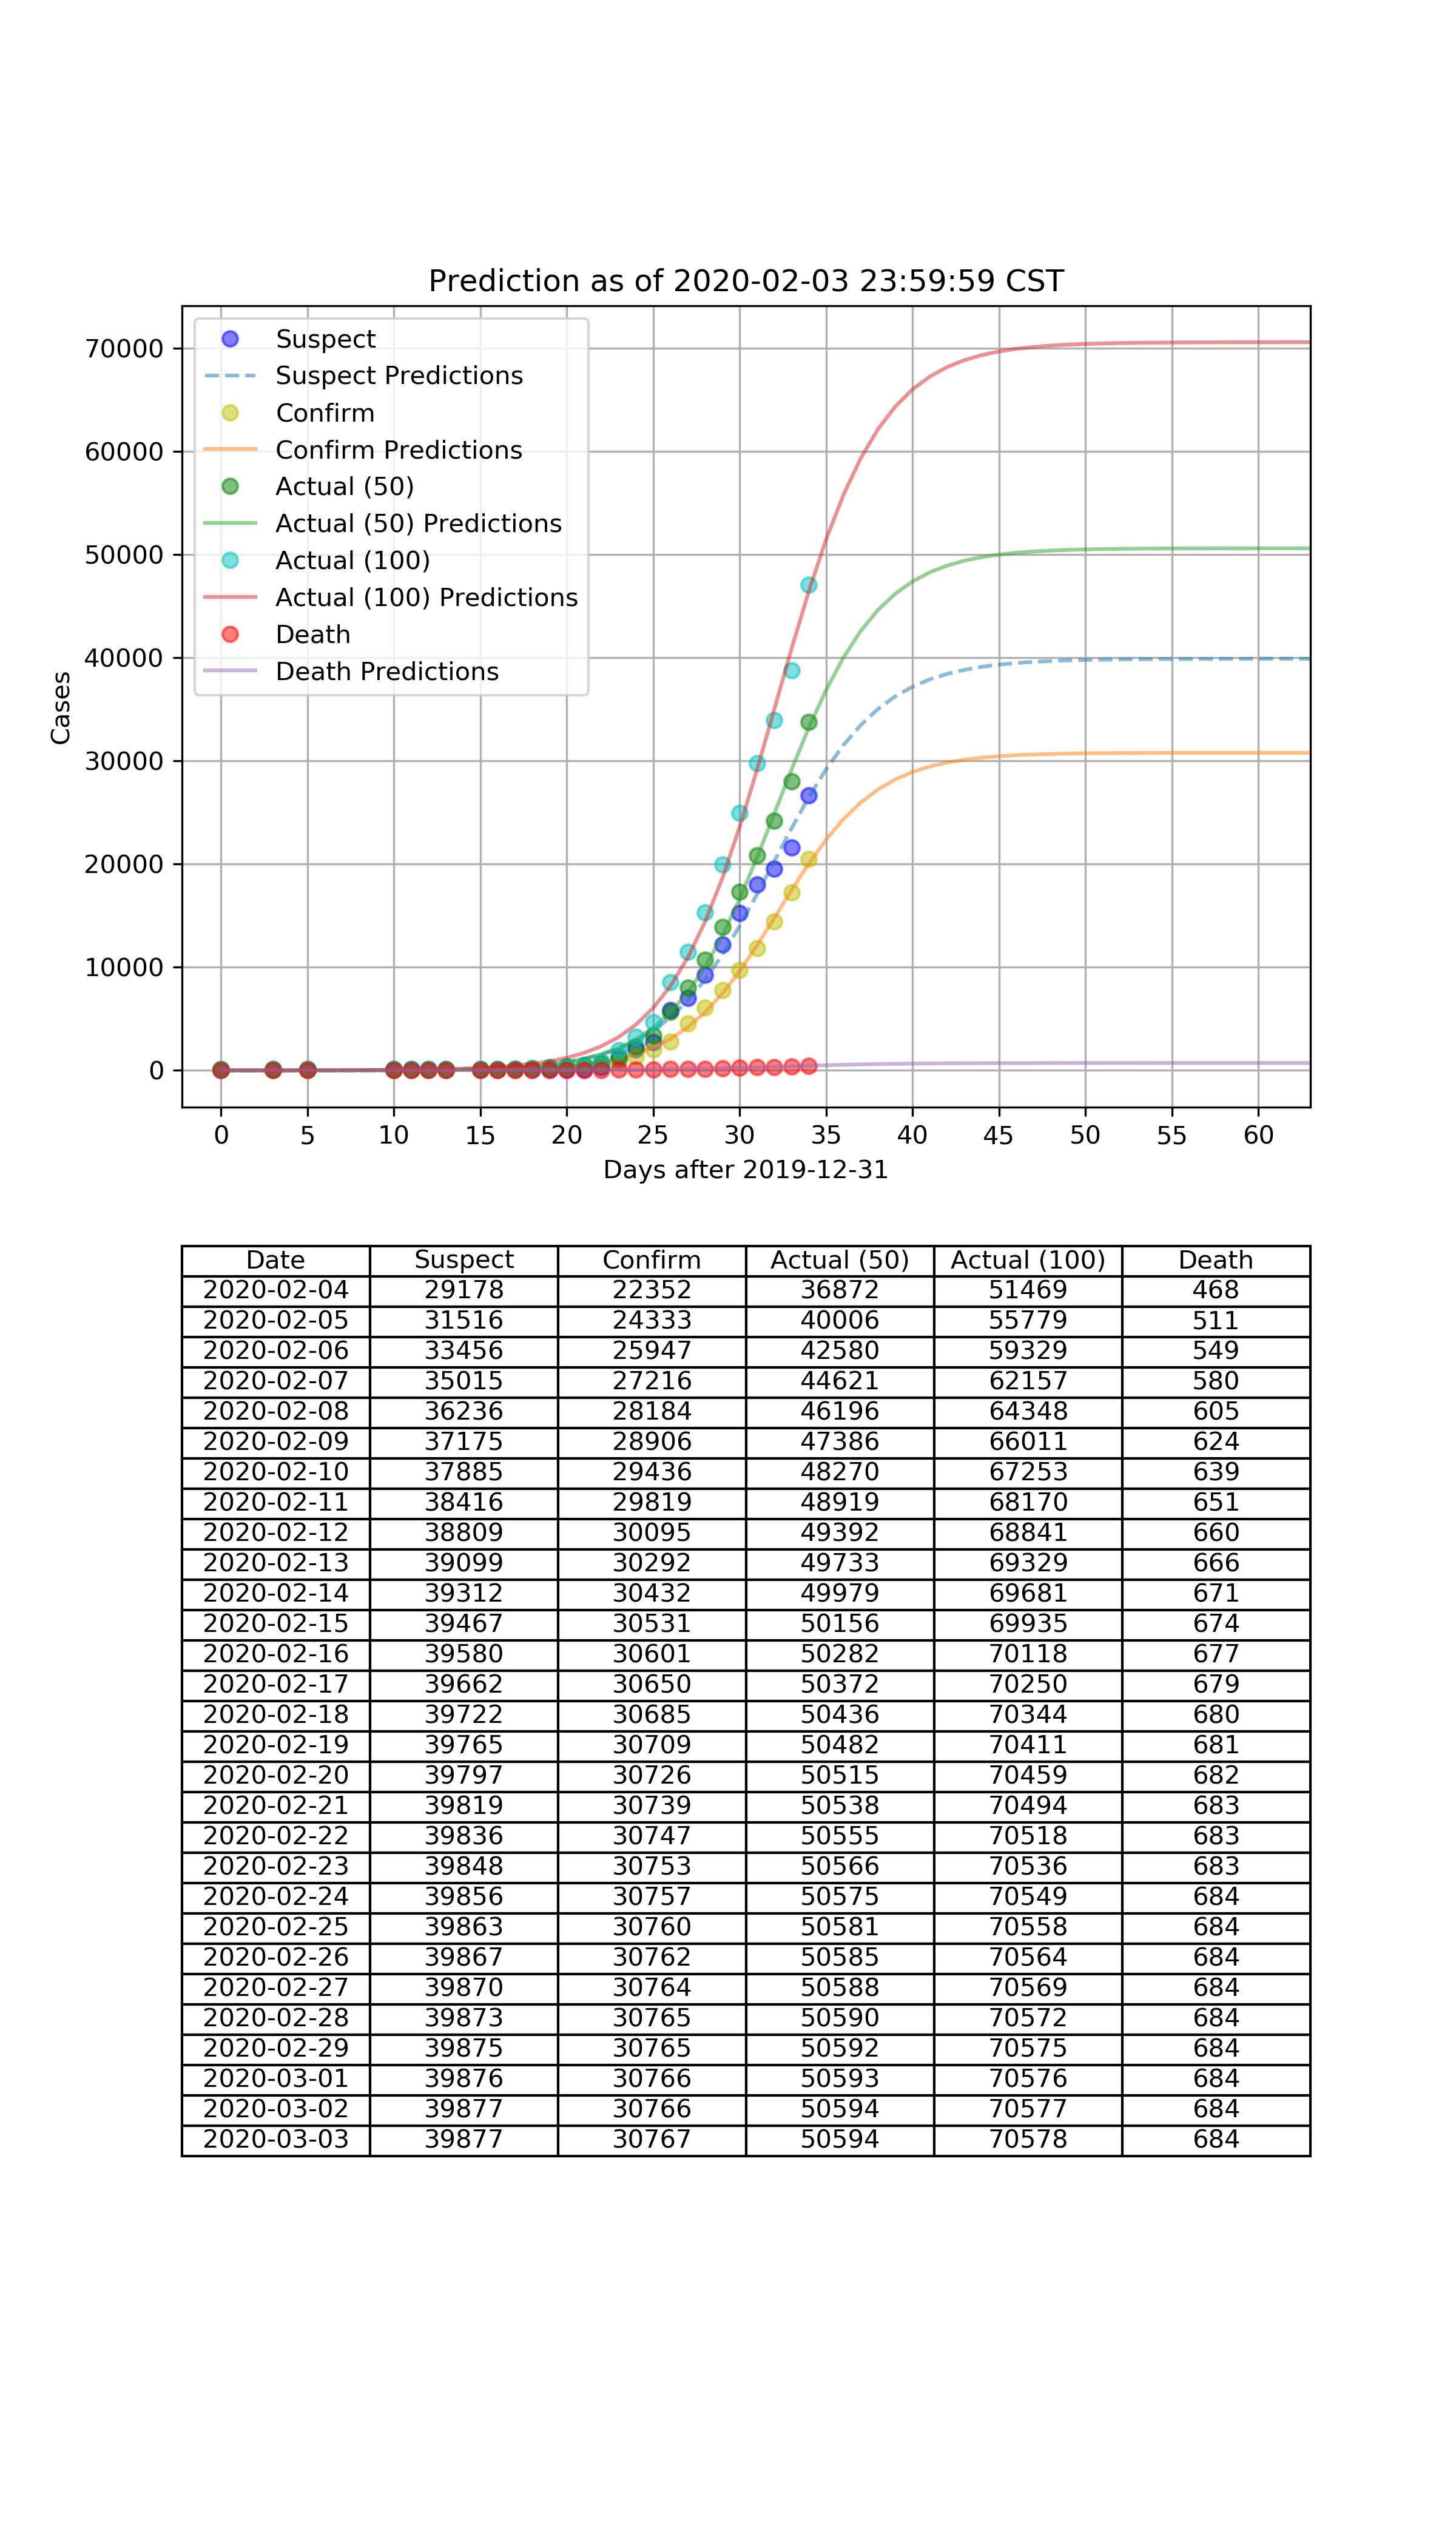 Prediction as of 2020-02-03 23:59:59 CST
Suspect
Suspect Predictions
Confirm
Confirm Predictions
Actual (50)
Actual (50) Predictions
Actual (100)
Actual (100) Predictions
Death
Death Predictions
70000
60000
50000
40000
30000
20000
10000
0
Cases
0 5 10 15 20 25 30 35 40 45 50 55 60
Days after 2019-12-31
Date Suspect Confirm Actual (50) Actual (100) Death
2020-02-04 29178 22352 36872 51469 468
2020-02-05 31516 24333 40006 55779 511
2020-02-06 33456 25947 42580 59329 549
2020-02-07 35015 27216 44621 62157 580
2020-02-08 36236 28184 46196 64348 605
2020-02-09 37175 28906 47386 66011 624
2020-02-10 37885 29436 48270 67253 639
2020-02-11 38416 29819 48919 68170 651
2020-02-12 38809 30095 49392 68841 660
2020-02-13 39099 30292 49733 69329 666
2020-02-14 39312 30432 49979 69681 671
2020-02-15 39467 30531 50156 69935 674
2020-02-16 39580 30601 50282 70118 677
2020-02-17 39662 30650 50372 70250 679
2020-02-18 39722 30685 50436 70344 680
2020-02-19 39765 30709 50482 70411 681
2020-02-20 39797 30726 50515 70459 682
2020-02-21 39819 30739 50538 70494 683
2020-02-22 39836 30747 50555 70518 683
2020-02-23 39848 30753 50566 70536 683
2020-02-24 39856 30757 50575 70549 684
2020-02-25 39863 30760 50581 70558 684
2020-02-26 39867 30762 50585 70564 684
2020-02-27 39870 30764 50588 70569 684
2020-02-28 39873 30765 50590 70572 684
2020-02-29 39875 30765 50592 70575 684
2020-03-01 39876 30766 50593 70576 684
2020-03-02 39877 30766 50594 70577 684
2020-03-03 39877 30767 50594 70578 684